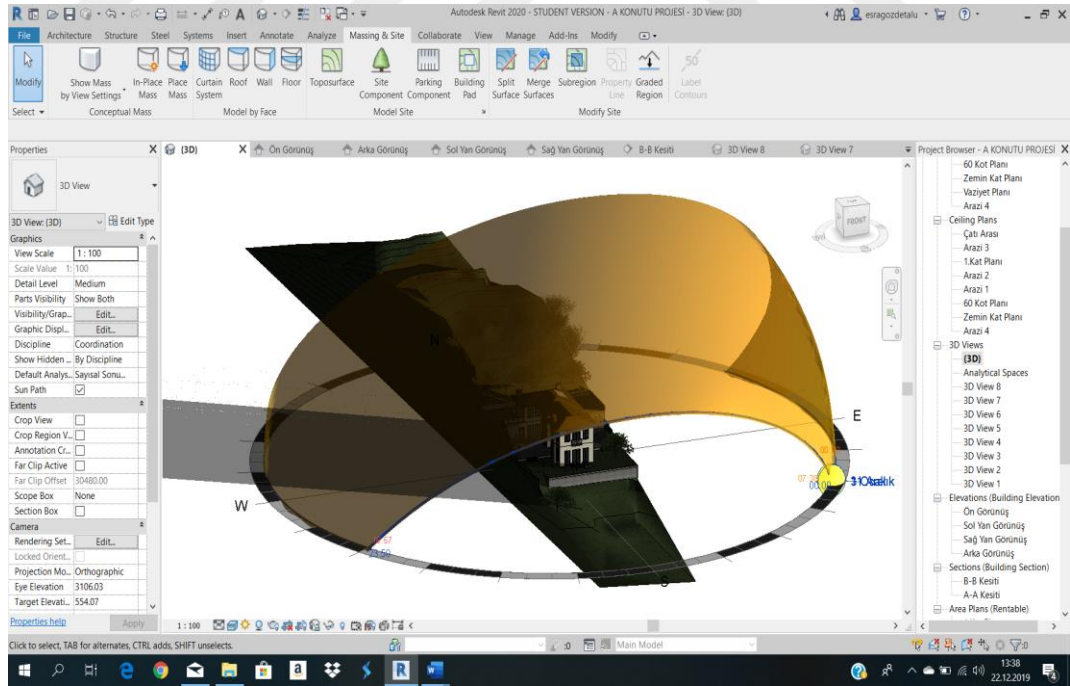 Autodesk Revit 2020 - STUDENT VERSION - A KONUTU PROJESİ - 3D View: {3D}
esragozdetalu
File Architecture Structure Steel Systems Insert Annotate Analyze Massing & Site Collaborate View Manage Add-Ins Modify
Modify
Show Mass by View Settings
In-Place Mass
Place Mass
Curtain System
Roof
Wall
Floor
Toposurface
Site Component
Parking Component
Building Pad
Split Surface
Merge Surfaces
Subregion
Property Line
Graded Region
Label Contours
Select
Conceptual Mass
Model by Face
Model Site
Modify Site
Properties
{3D}
Ön Görünüş
Arka Görünüş
Sol Yan Görünüş
Sağ Yan Görünüş
B-B Kesiti
3D View 8
3D View 7
3D View
3D View: {3D}
Edit Type
Graphics
View Scale 1 : 100
Scale Value 1: 100
Detail Level Medium
Parts Visibility Show Both
Visibility/Grap... Edit...
Graphic Displ... Edit...
Discipline Coordination
Show Hidden ... By Discipline
Default Analys... Sayısal Sonu...
Sun Path
Extents
Crop View
Crop Region V...
Annotation Cr...
Far Clip Active
Far Clip Offset 30480.00
Scope Box None
Section Box
Camera
Rendering Set... Edit...
Locked Orient...
Projection Mo... Orthographic
Eye Elevation 3106.03
Target Elevati... 554.07
Properties help
Apply
FRONT
N
E
W
S
00:00
23:50
1 : 100
Project Browser - A KONUTU PROJESİ
60 Kot Planı
Zemin Kat Planı
Vaziyet Planı
Arazi 4
Ceiling Plans
Çatı Arası
Arazi 3
1.Kat Planı
Arazi 2
Arazi 1
60 Kot Planı
Zemin Kat Planı
Arazi 4
3D Views
{3D}
Analytical Spaces
3D View 8
3D View 7
3D View 6
3D View 5
3D View 4
3D View 3
3D View 2
3D View 1
Elevations (Building Elevation
Ön Görünüş
Sol Yan Görünüş
Sağ Yan Görünüş
Arka Görünüş
Sections (Building Section)
B-B Kesiti
A-A Kesiti
Area Plans (Rentable)
Click to select, TAB for alternates, CTRL adds, SHIFT unselects.
:0
Main Model
:0
13:38
22.12.2019